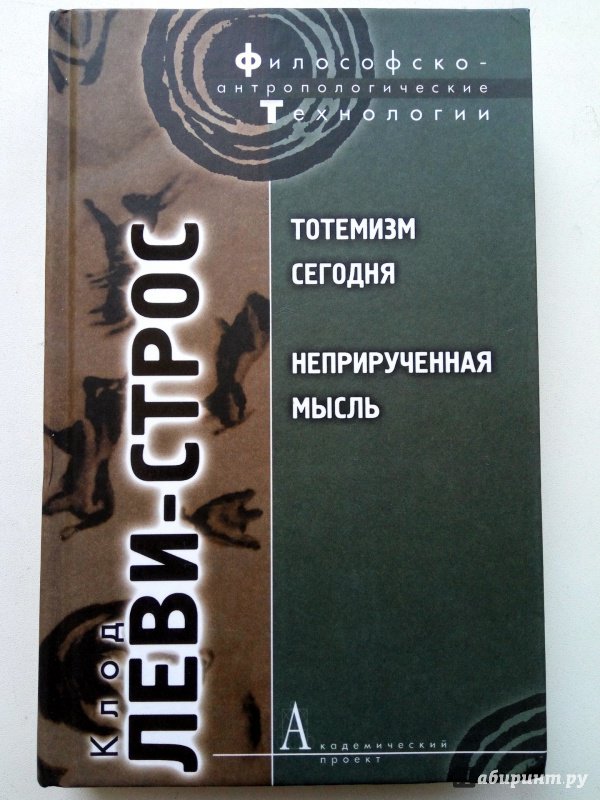 Философско-
антропологические
Технологии
Клод
ЛЕВИ-СТРОС
ТОТЕМИЗМ
СЕГОДНЯ
НЕПРИРУЧЕННАЯ
МЫСЛЬ
Академический
проект
Лабиринт.ру